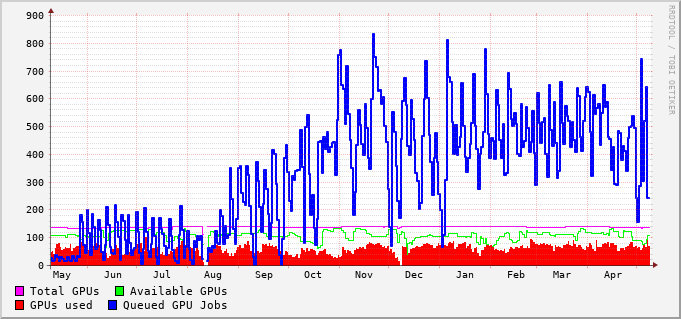 900
800
700
600
500
400
300
200
100
0
May Jun Jul Aug Sep Oct Nov Dec Jan Feb Mar Apr
Total GPUs Available GPUs
GPUs used Queued GPU Jobs
RRDTOOL / TOBI OETIKER